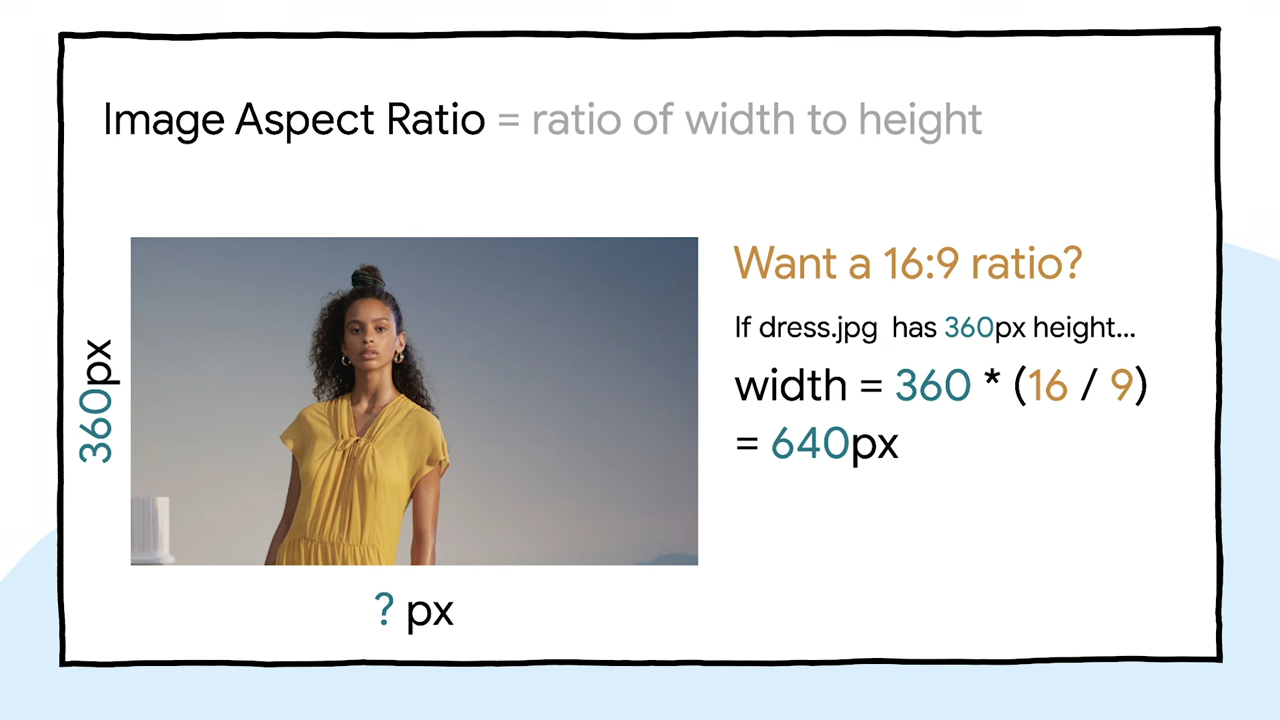 Image Aspect Ratio = ratio of width to height
360px
? px
Want a 16:9 ratio?
If dress.jpg has 360px height...
width = 360 * (16 / 9)
= 640px